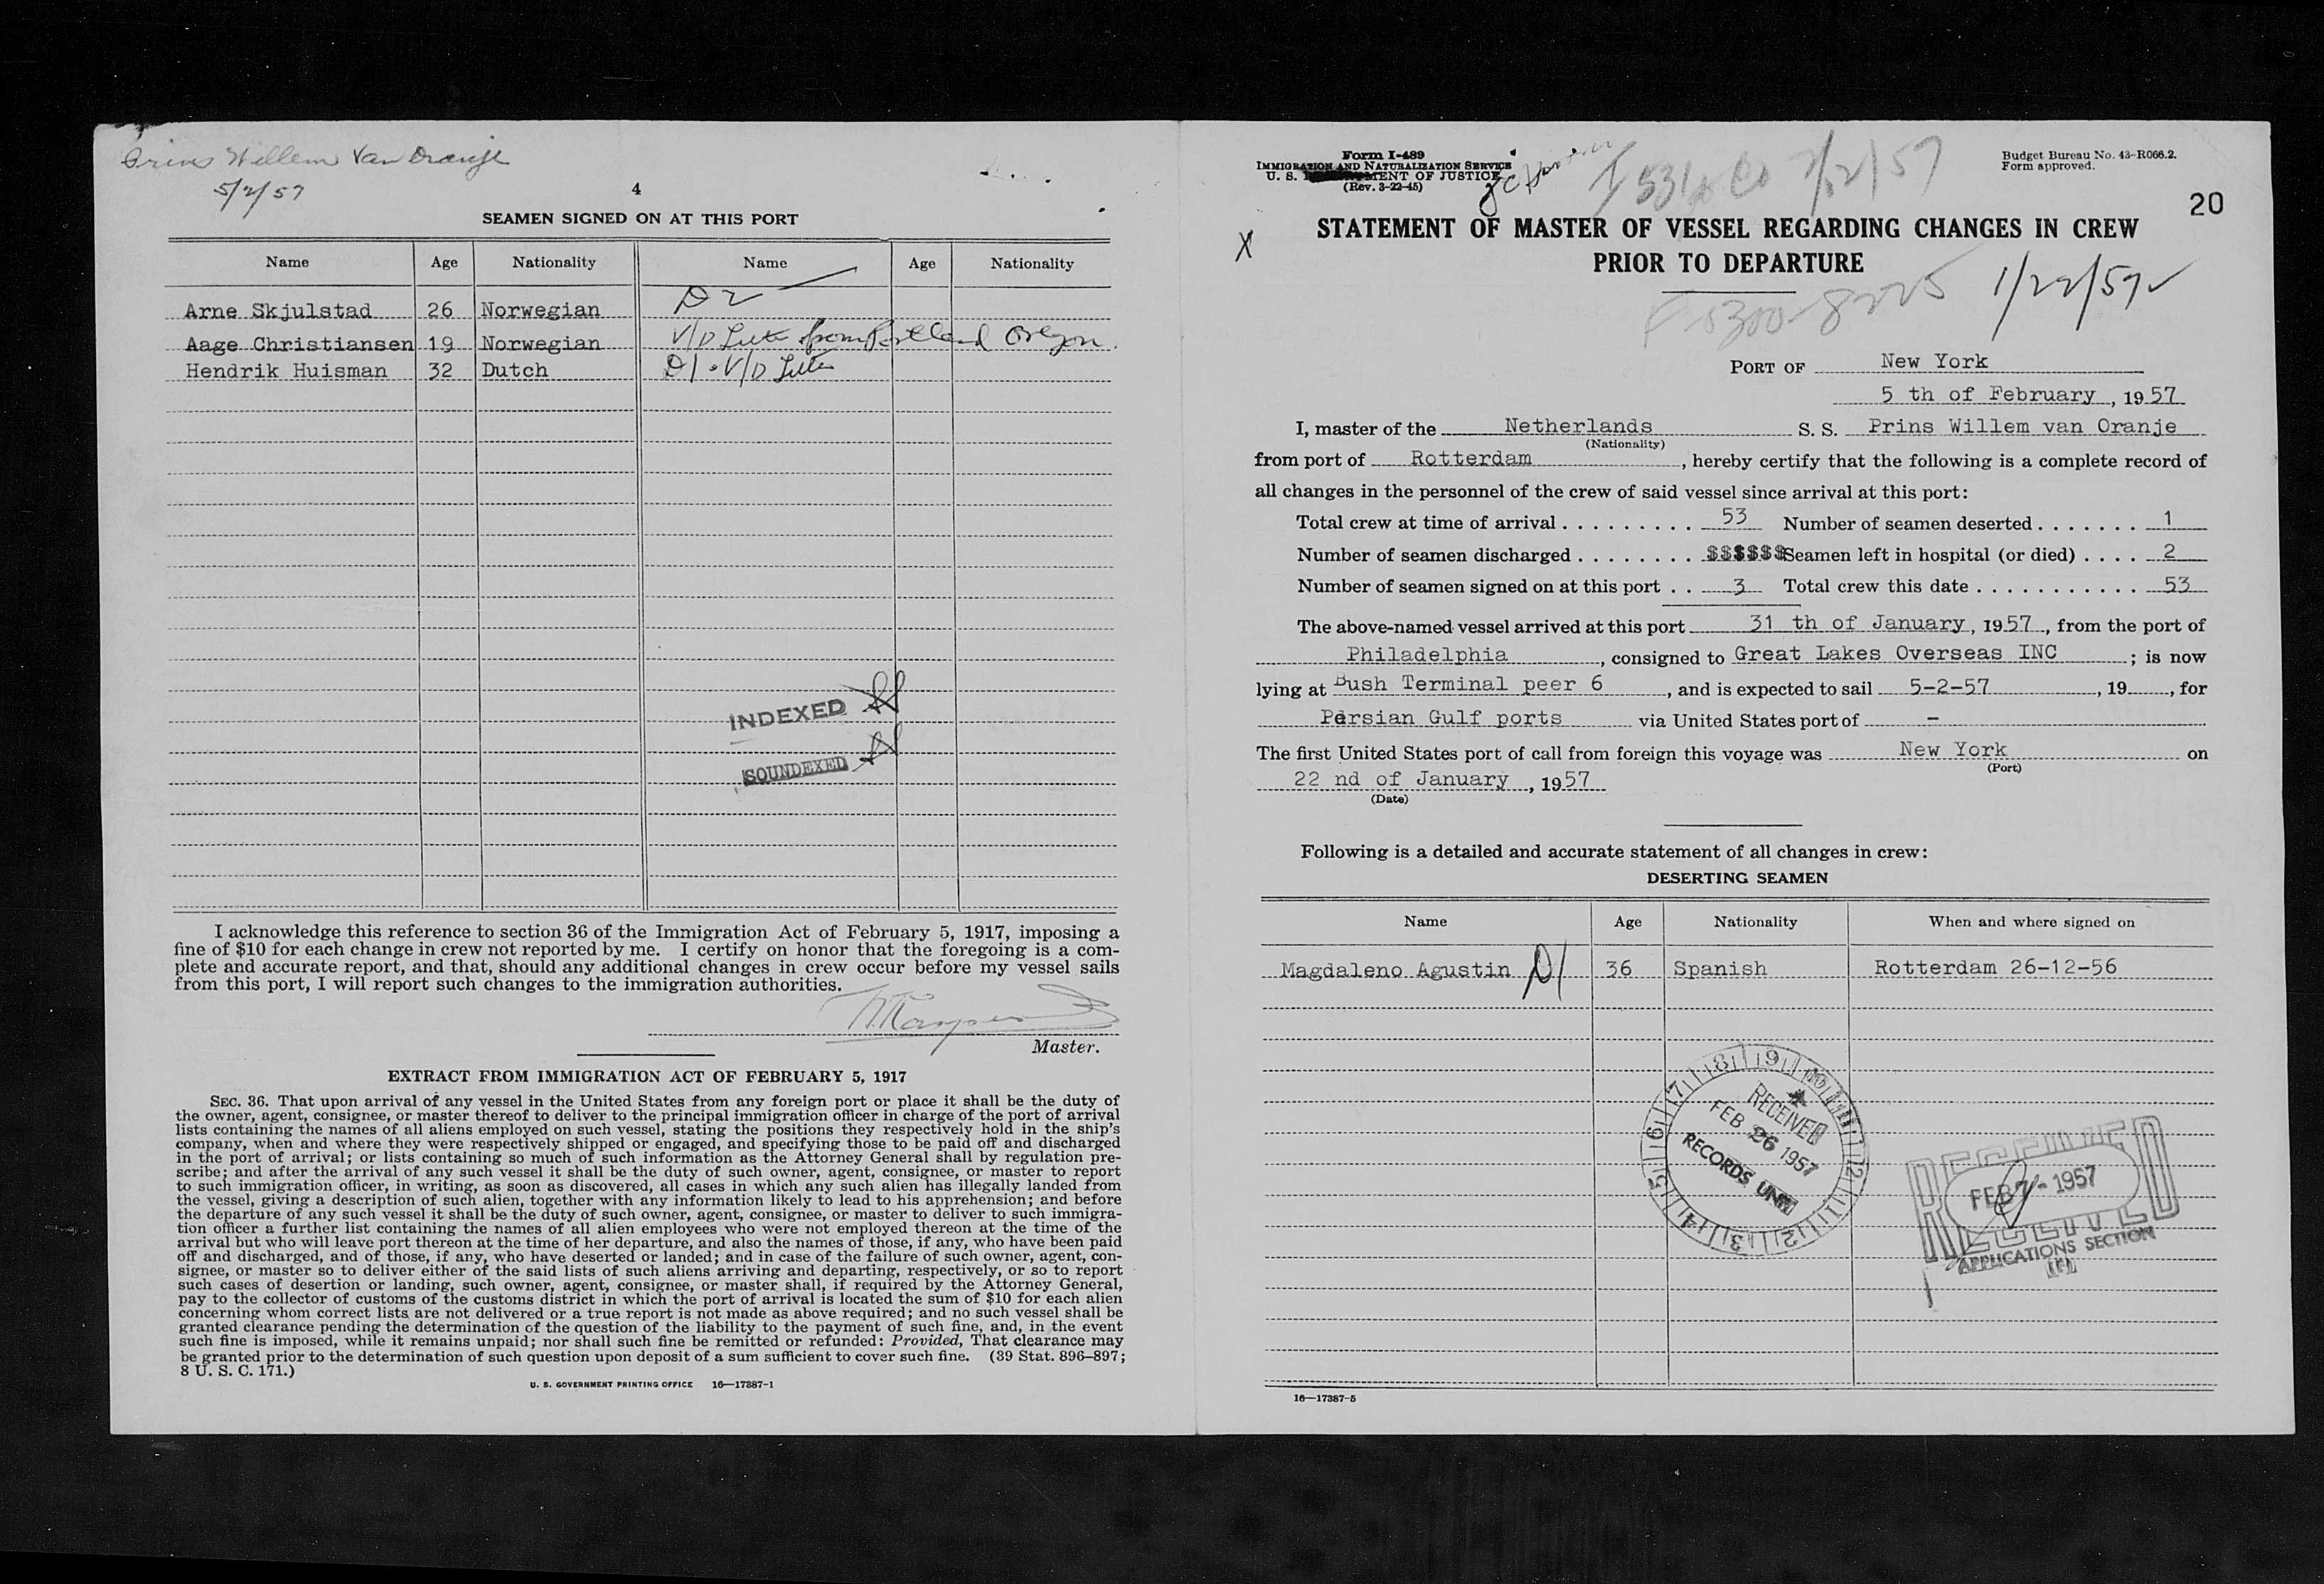 Prins Willem Van Oranje
5/2/57
4
SEAMEN SIGNED ON AT THIS PORT
Name Age Nationality Name Age Nationality
Arne Skjulstad 26 Norwegian D2
Aage Christiansen 19 Norwegian V/D from Portland Oregon.
Hendrik Huisman 32 Dutch D1 V/D
INDEXED
SOUNDEXED
I acknowledge this reference to section 36 of the Immigration Act of February 5, 1917, imposing a
fine of $10 for each change in crew not reported by me. I certify on honor that the foregoing is a com-
plete and accurate report, and that, should any additional changes in crew occur before my vessel sails
from this port, I will report such changes to the immigration authorities.
Master.
EXTRACT FROM IMMIGRATION ACT OF FEBRUARY 5, 1917
SEC. 36. That upon arrival of any vessel in the United States from any foreign port or place it shall be the duty of
the owner, agent, consignee, or master thereof to deliver to the principal immigration officer in charge of the port of arrival
lists containing the names of all aliens employed on such vessel, stating the positions they respectively hold in the ship's
company, when and where they were respectively shipped or engaged, and specifying those to be paid off and discharged
in the port of arrival; or lists containing so much of such information as the Attorney General shall by regulation pre-
scribe; and after the arrival of any such vessel it shall be the duty of such owner, agent, consignee, or master to report
to such immigration officer, in writing, as soon as discovered, all cases in which any such alien has illegally landed from
the vessel, giving a description of such alien, together with any information likely to lead to his apprehension; and before
the departure of any such vessel it shall be the duty of such owner, agent, consignee, or master to deliver to such immigra-
tion officer a further list containing the names of all alien employees who were not employed thereon at the time of the
arrival but who will leave port thereon at the time of her departure, and also the names of those, if any, who have been paid
off and discharged, and of those, if any, who have deserted or landed; and in case of the failure of such owner, agent, con-
signee, or master so to deliver either of the said lists of such aliens arriving and departing, respectively, or so to report
such cases of desertion or landing, such owner, agent, consignee, or master shall, if required by the Attorney General,
pay to the collector of customs of the customs district in which the port of arrival is located the sum of $10 for each alien
concerning whom correct lists are not delivered or a true report is not made as above required; and no such vessel shall be
granted clearance pending the determination of the question of the liability to the payment of such fine, and, in the event
such fine is imposed, while it remains unpaid; nor shall such fine be remitted or refunded: Provided, That clearance may
be granted prior to the determination of such question upon deposit of a sum sufficient to cover such fine. (39 Stat. 896–897;
8 U. S. C. 171.)
U. S. GOVERNMENT PRINTING OFFICE 16—17387-1
Form I-489
IMMIGRATION AND NATURALIZATION SERVICE
U. S. DEPARTMENT OF JUSTICE
(Rev. 3-22-45)
Budget Bureau No. 43-R066.2.
Form approved.
20
X
STATEMENT OF MASTER OF VESSEL REGARDING CHANGES IN CREW
PRIOR TO DEPARTURE
1/22/57
PORT OF New York
5 th of February, 1957
I, master of the Netherlands S. S. Prins Willem van Oranje
(Nationality)
from port of Rotterdam, hereby certify that the following is a complete record of
all changes in the personnel of the crew of said vessel since arrival at this port:
Total crew at time of arrival . . . . . . . . . 53 Number of seamen deserted . . . . . . . 1
Number of seamen discharged . . . . . . . . $$$$$$ Seamen left in hospital (or died) . . . . 2
Number of seamen signed on at this port . . 3 Total crew this date . . . . . . . . . . . . 53
The above-named vessel arrived at this port 31 th of January, 1957, from the port of
Philadelphia, consigned to Great Lakes Overseas INC; is now
lying at Bush Terminal peer 6, and is expected to sail 5-2-57, 19, for
Persian Gulf ports via United States port of -
The first United States port of call from foreign this voyage was New York on
(Port)
22 nd of January, 1957
(Date)
Following is a detailed and accurate statement of all changes in crew:
DESERTING SEAMEN
Name Age Nationality When and where signed on
Magdaleno Agustin D1 36 Spanish Rotterdam 26-12-56
RECEIVED
FEB 26 1957
RECORDS UNIT
RECEIVED
FEB 7 - 1957
APPLICATIONS SECTION
16—17387-5